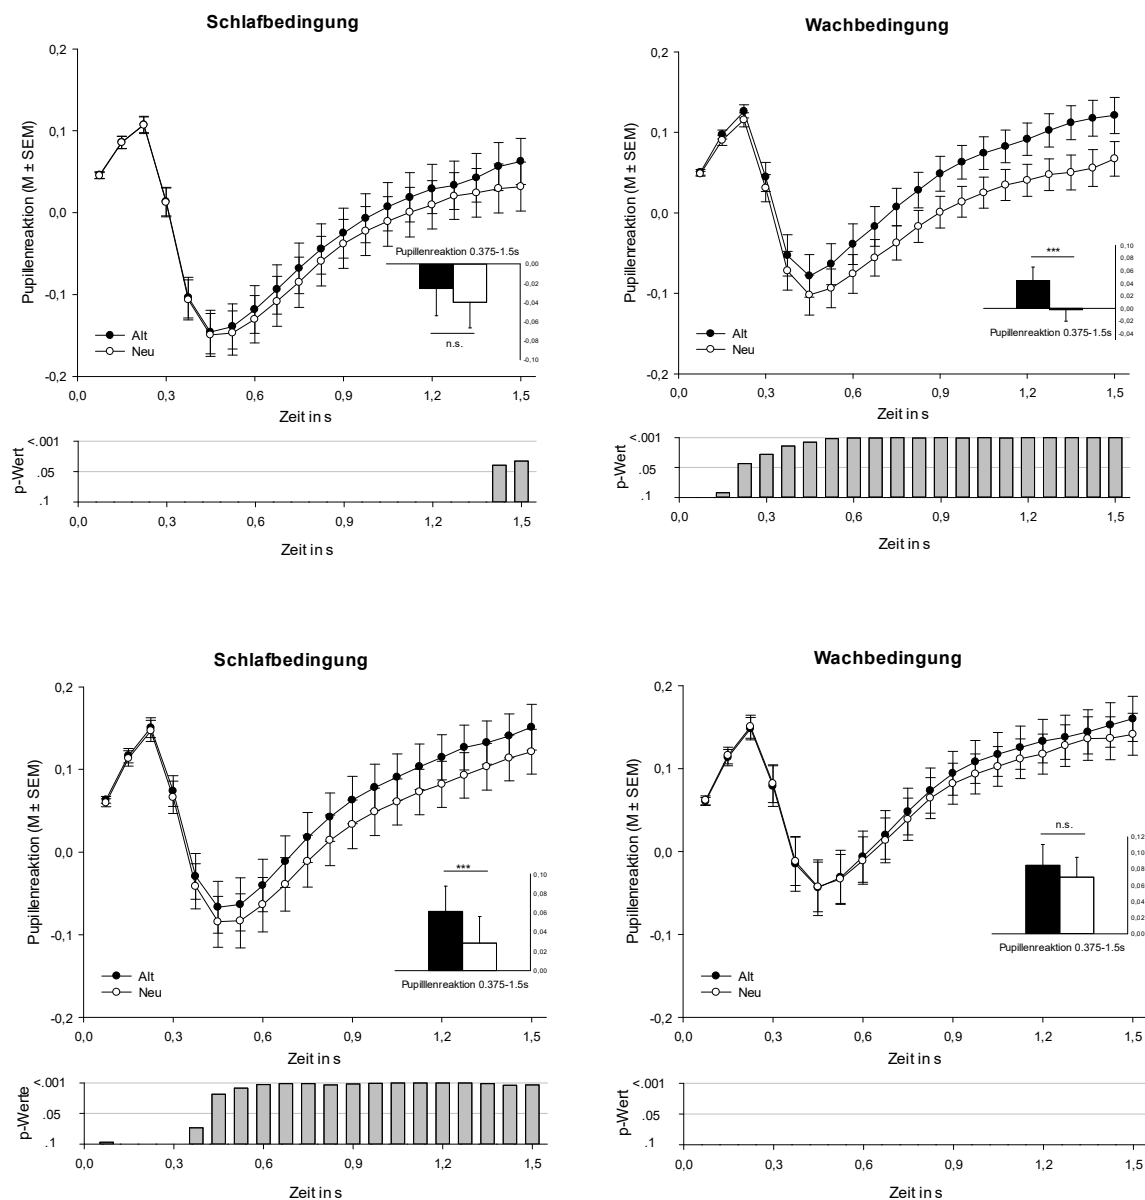 Schlafbedingung
0,2
0,1
0,0
-0,1
-0,2
Pupillenreaktion (M ± SEM)
Pupillenreaktion 0.375-1.5s
0,00
-0,02
-0,04
-0,06
-0,08
-0,10
n.s.
Alt
Neu
0,0 0,3 0,6 0,9 1,2 1,5
Zeit in s
p-Wert
<.001
.05
.1
0,0 0,3 0,6 0,9 1,2 1,5
Zeit in s
Wachbedingung
0,2
0,1
0,0
-0,1
-0,2
Pupillenreaktion (M ± SEM)
***
0,10
0,08
0,06
0,04
0,02
0,00
-0,02
-0,04
Pupillenreaktion 0.375-1.5s
Alt
Neu
0,0 0,3 0,6 0,9 1,2 1,5
Zeit in s
p-Wert
<.001
.05
.1
0,0 0,3 0,6 0,9 1,2 1,5
Zeit in s
Schlafbedingung
0,2
0,1
0,0
-0,1
-0,2
Pupillenreaktion (M ± SEM)
***
0,10
0,08
0,06
0,04
0,02
0,00
Pupilllenreaktion 0.375-1.5s
Alt
Neu
0,0 0,3 0,6 0,9 1,2 1,5
Zeit in s
p-Werte
<.001
.05
.1
0,0 0,3 0,6 0,9 1,2 1,5
Zeit in s
Wachbedingung
0,2
0,1
0,0
-0,1
-0,2
Pupillenreaktion (M ± SEM)
n.s.
0,12
0,10
0,08
0,06
0,04
0,02
0,00
Pupillenreaktion 0.375-1.5s
Alt
Neu
0,0 0,3 0,6 0,9 1,2 1,5
Zeit in s
p-Wert
<.001
.05
.1
0,0 0,3 0,6 0,9 1,2 1,5
Zeit in s